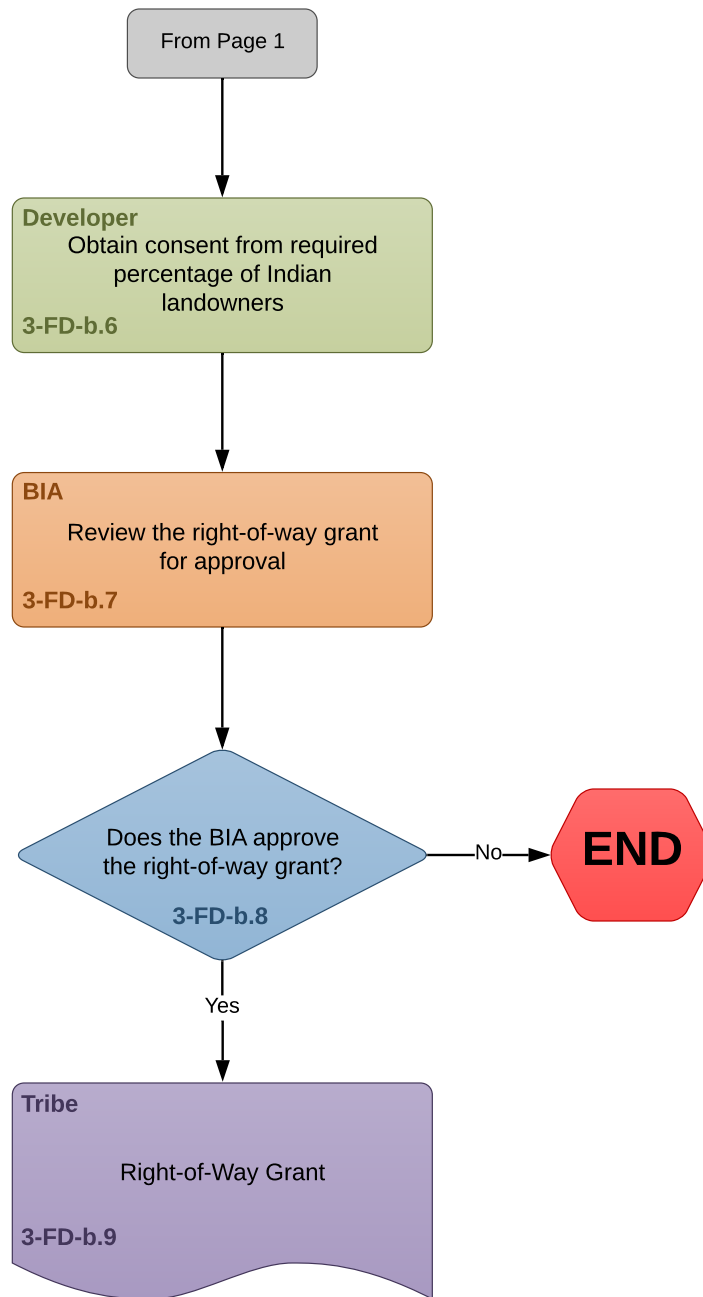 From Page 1
Developer
Obtain consent from required
percentage of Indian
landowners
3-FD-b.6
BIA
Review the right-of-way grant
for approval
3-FD-b.7
Does the BIA approve
the right-of-way grant?
3-FD-b.8
No
END
Yes
Tribe
Right-of-Way Grant
3-FD-b.9